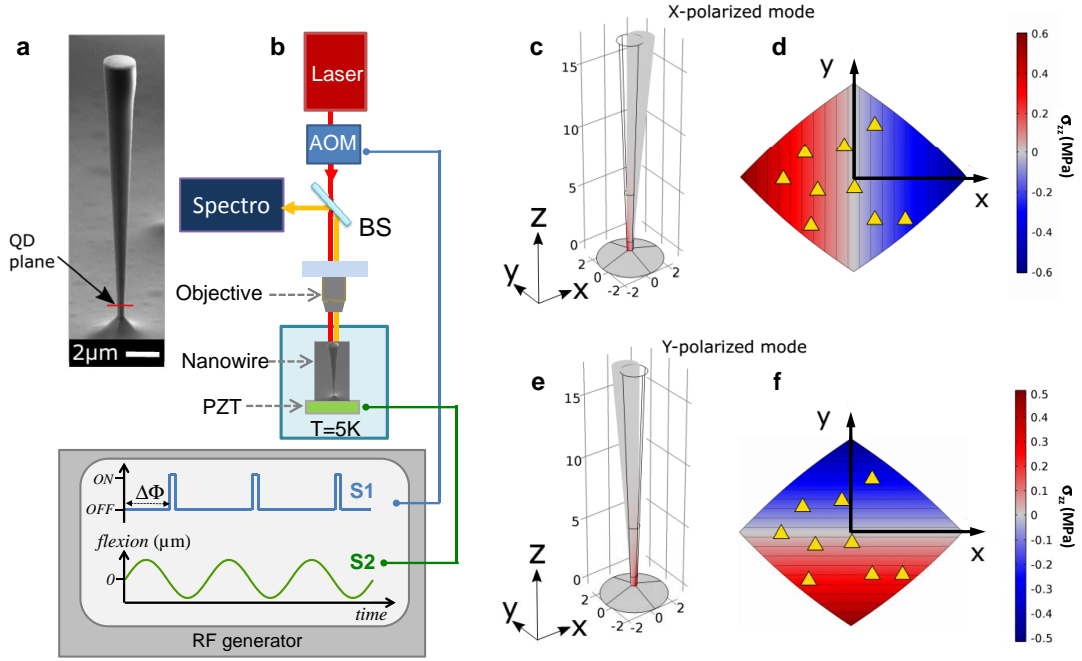 a
QD
plane
2µm
b
Laser
AOM
Spectro
BS
Objective
Nanowire
PZT
T=5K
ON
OFF
ΔΦ
S1
flexion (µm)
0
S2
time
RF generator
X-polarized mode
c
15
10
5
0
z
y
x
-2
0
2
-2
0
2
d
y
x
0.6
0.4
0.2
0
-0.2
-0.4
-0.6
σzz (MPa)
Y-polarized mode
e
15
10
5
0
z
y
x
-2
0
2
-2
0
2
f
y
x
0.5
0.4
0.3
0.2
0.1
0
-0.1
-0.2
-0.3
-0.4
-0.5
σzz (MPa)